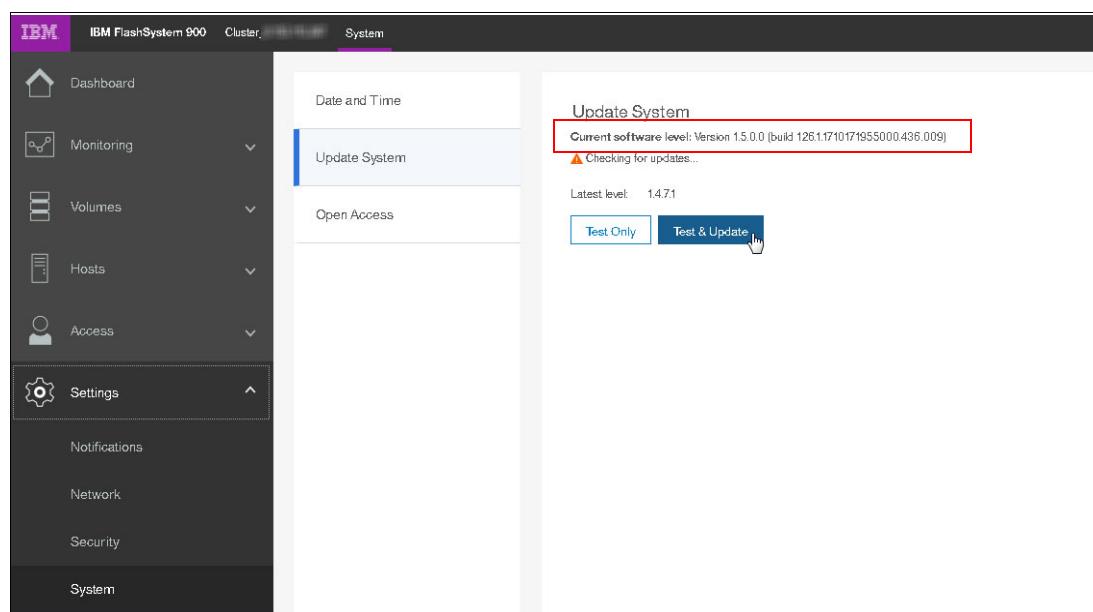 IBM IBM FlashSystem 900 Cluster_ System
Dashboard
Monitoring
Volumes
Hosts
Access
Settings
Notifications
Network
Security
System
Date and Time
Update System
Open Access
Update System
Current software level: Version 1.5.0.0 (build 126.1.1710171955000.436.009)
Checking for updates...
Latest level: 1.4.7.1
Test Only Test & Update